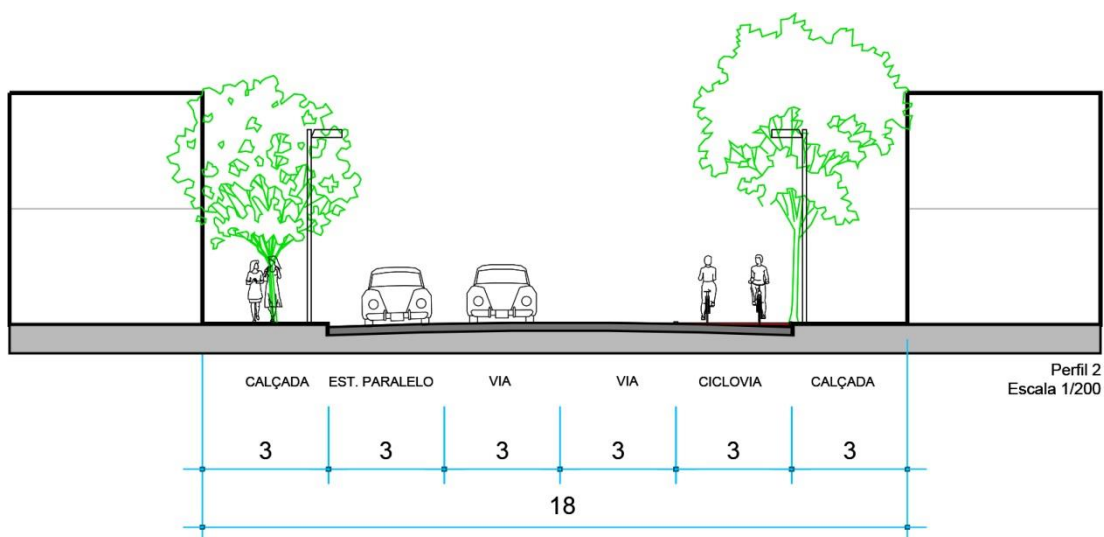 Perfil 2
Escala 1/200
CALÇADA EST. PARALELO VIA VIA CICLOVIA CALÇADA
3 3 3 3 3 3
18